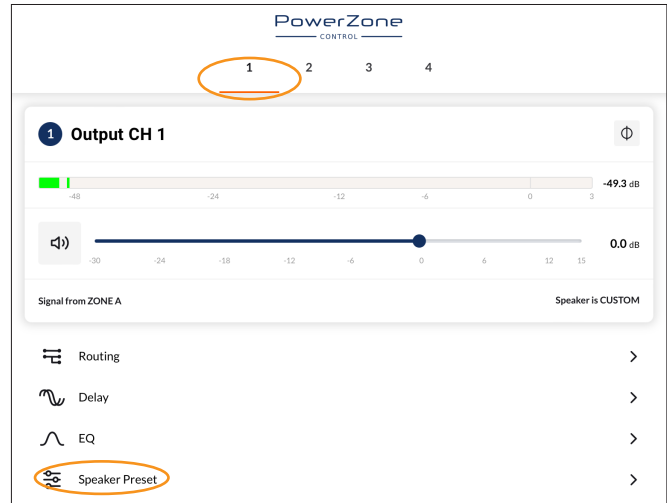 PowerZone
CONTROL
1 2 3 4
1 Output CH 1
-49.3 dB
-48 -24 -12 -6 0 3
0.0 dB
-30 -24 -18 -12 -6 0 6 12 15
Signal from ZONE A Speaker is CUSTOM
Routing
Delay
EQ
Speaker Preset